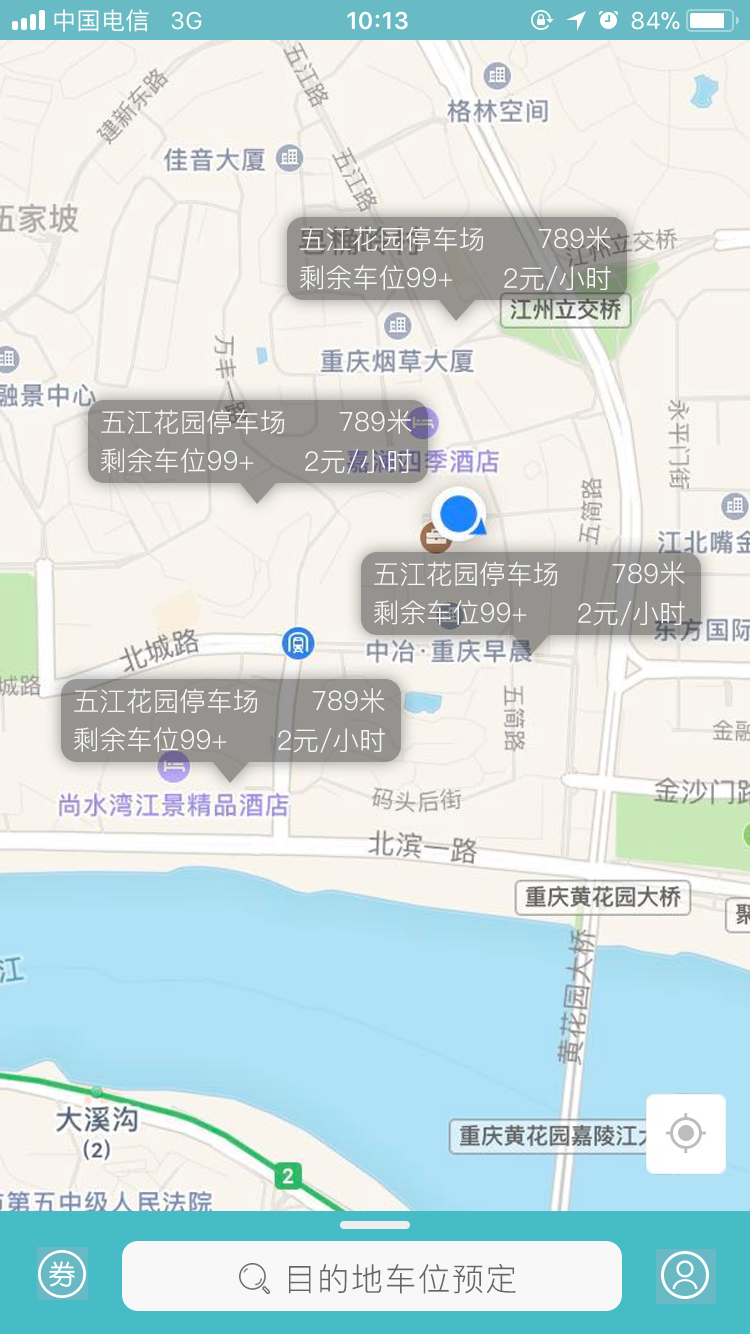 中国电信 3G 10:13 84%
建新东路
五江路
格林空间
佳音大厦
五江路
伍家坡
五江花园停车场 789米
江州立交桥
剩余车位99+ 2元/小时
江州立交桥
重庆烟草大厦
万丰一路
融景中心
五江花园停车场 789米
剩余车位99+ 2元/小时
嘉润四季酒店
永平门街
五简路
江北嘴金
五江花园停车场 789米
剩余车位99+ 2元/小时
东方国际
中冶·重庆早晨
北城路
城路
五江花园停车场 789米
剩余车位99+ 2元/小时
五简路
金融
尚水湾江景精品酒店
码头后街
金沙门路
北滨一路
重庆黄花园大桥
聚
江
黄花园大桥
大溪沟
(2)
重庆黄花园嘉陵江大
2
市第五中级人民法院
券 目的地车位预定